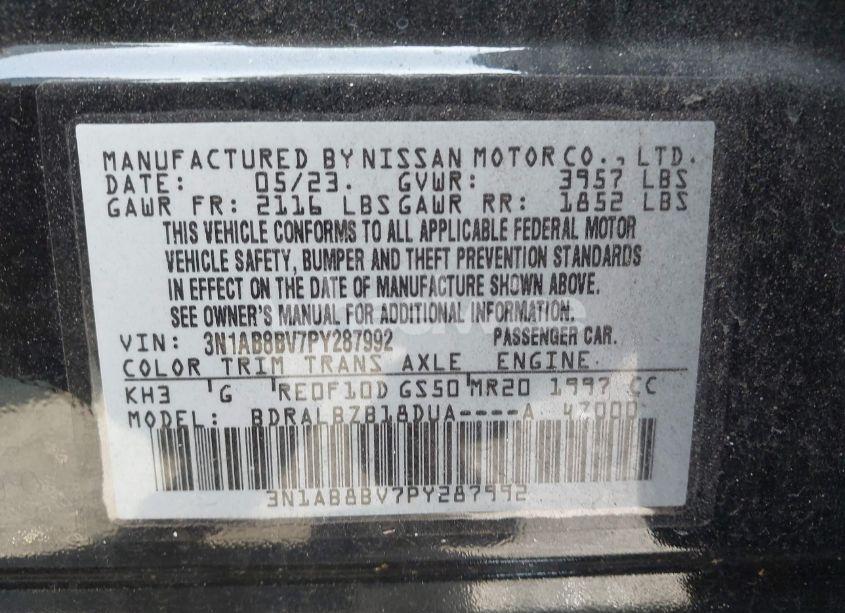 MANUFACTURED BY NISSAN MOTOR CO., LTD.
DATE: 05/23. GVWR: 3957 LBS
GAWR FR: 2116 LBS GAWR RR: 1852 LBS
THIS VEHICLE CONFORMS TO ALL APPLICABLE FEDERAL MOTOR
VEHICLE SAFETY, BUMPER AND THEFT PREVENTION STANDARDS
IN EFFECT ON THE DATE OF MANUFACTURE SHOWN ABOVE.
SEE OWNER'S MANUAL FOR ADDITIONAL INFORMATION.
VIN: 3N1AB8BV7PY287992 PASSENGER CAR.
COLOR TRIM TRANS AXLE ENGINE
KH3 G RE0F10D GS50 MR20 1997 CC
MODEL: BDRALBZB18DUA----A 47000
3N1AB8BV7PY287992